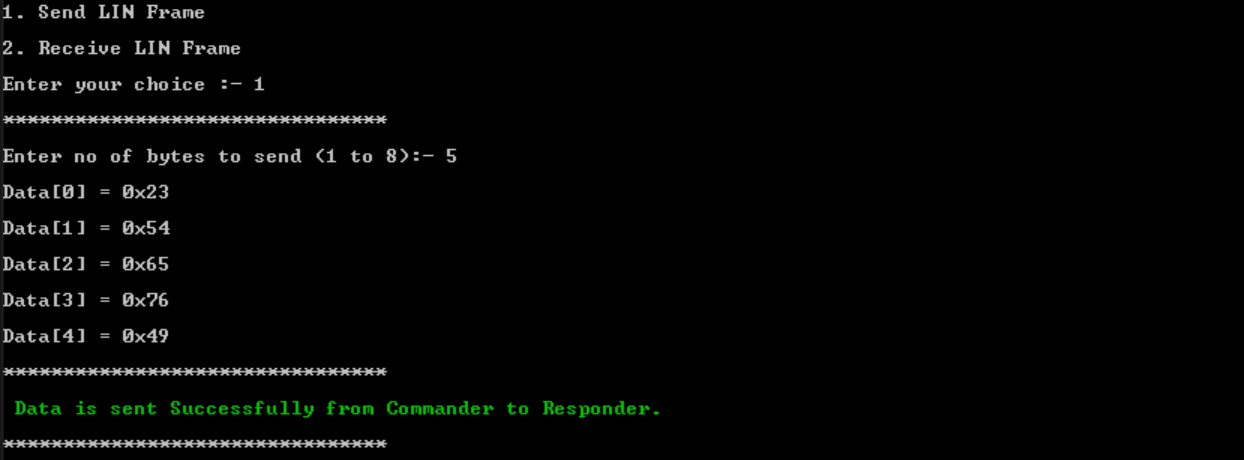 1. Send LIN Frame
2. Receive LIN Frame
Enter your choice :- 1
********************************
Enter no of bytes to send (1 to 8):- 5
Data[0] = 0x23
Data[1] = 0x54
Data[2] = 0x65
Data[3] = 0x76
Data[4] = 0x49
********************************
Data is sent Successfully from Commander to Responder.
********************************